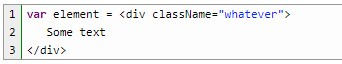 1 var element = <div className="whatever">
2    Some text
3 </div>